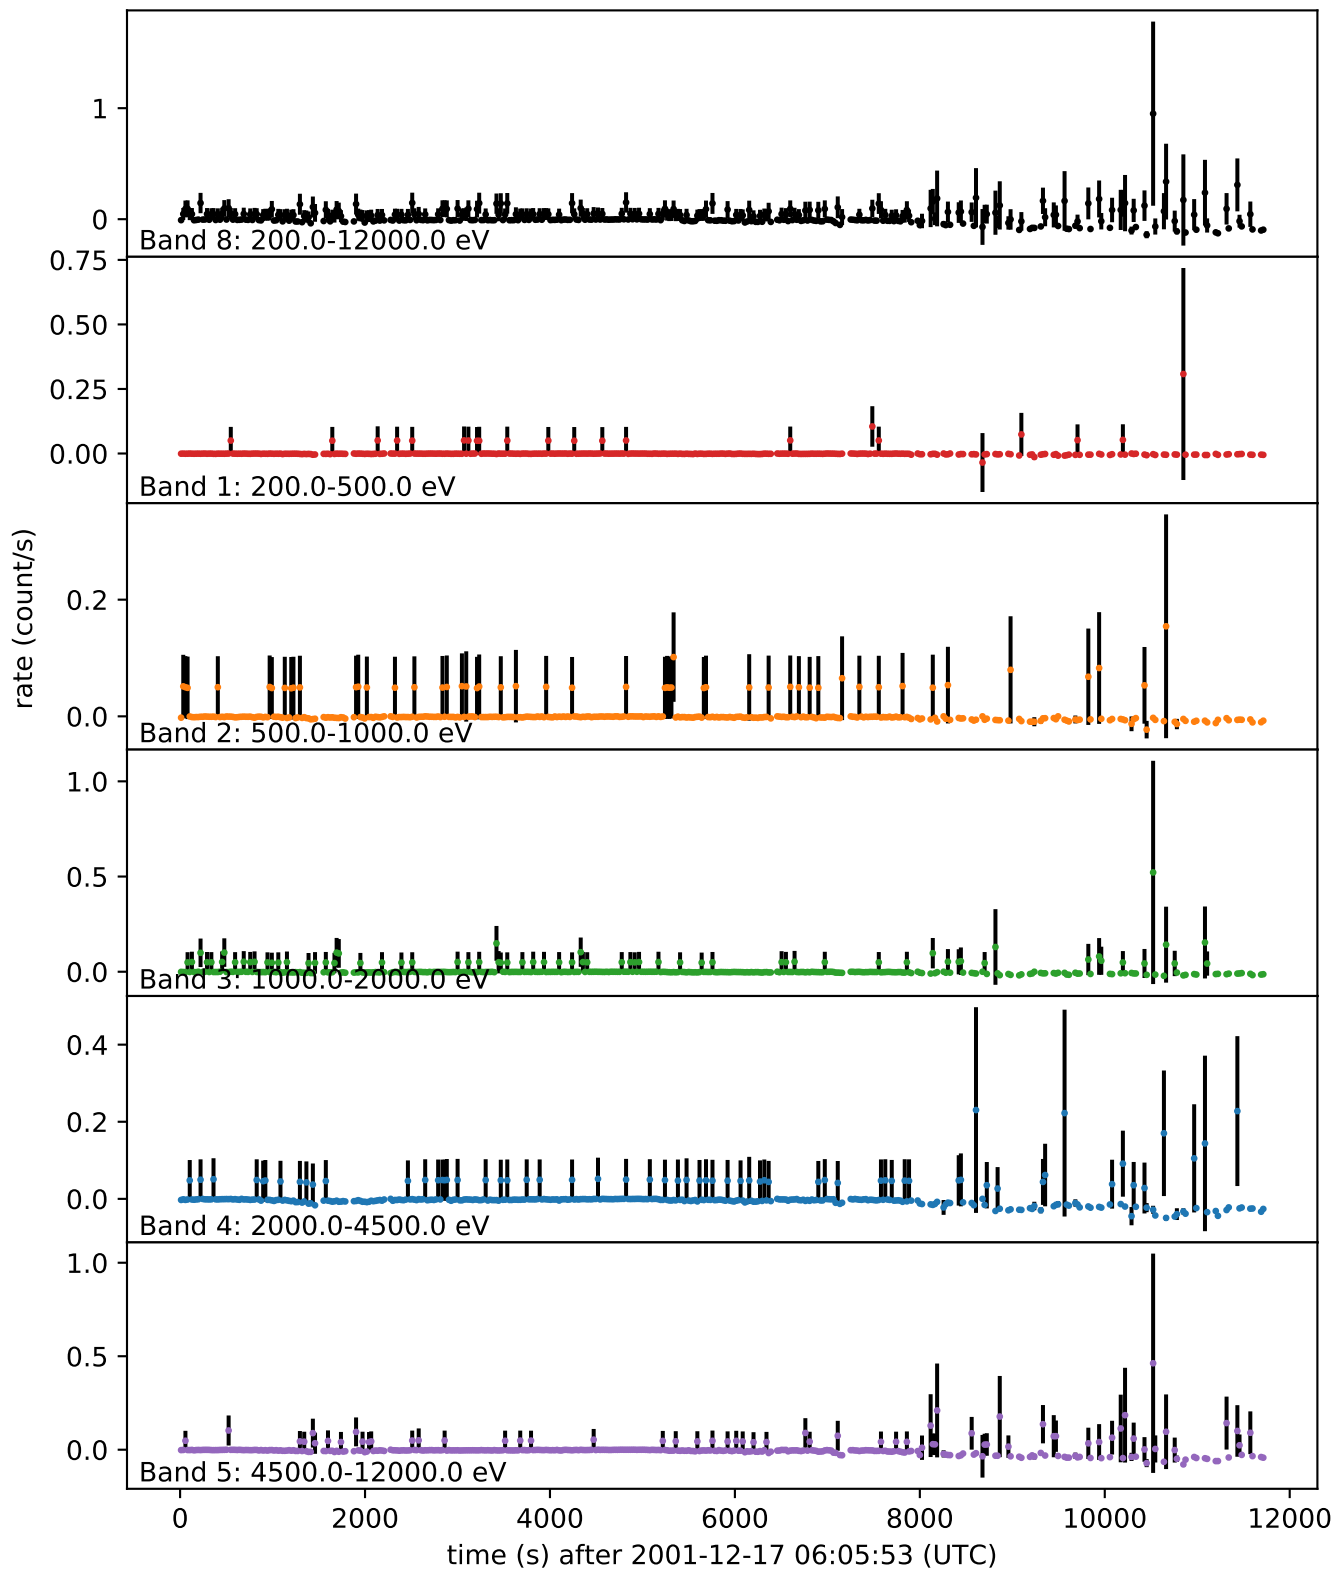 1
0
Band 8: 200.0-12000.0 eV
0.75
0.50
0.25
0.00
Band 1: 200.0-500.0 eV
rate (count/s)
0.2
0.0
Band 2: 500.0-1000.0 eV
1.0
0.5
0.0
Band 3: 1000.0-2000.0 eV
0.4
0.2
0.0
Band 4: 2000.0-4500.0 eV
1.0
0.5
0.0
Band 5: 4500.0-12000.0 eV
0 2000 4000 6000 8000 10000 12000
time (s) after 2001-12-17 06:05:53 (UTC)